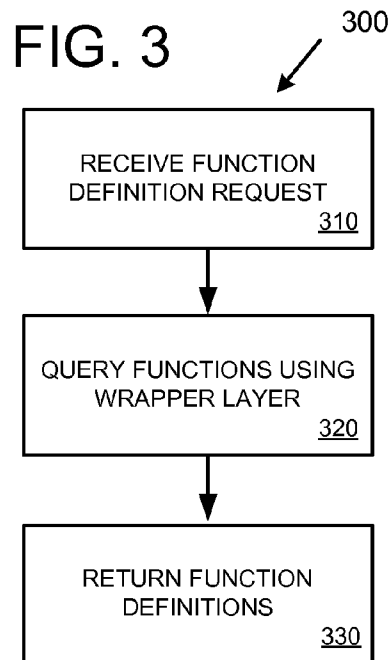 FIG. 3
300
RECEIVE FUNCTION
DEFINITION REQUEST
310
QUERY FUNCTIONS USING
WRAPPER LAYER
320
RETURN FUNCTION
DEFINITIONS
330